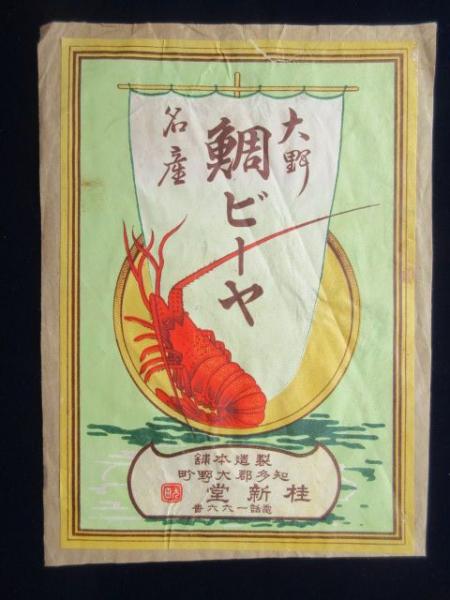 大野
鯛ビーヤ
名産
製造本舖
知多郡大野町
桂新堂
電話一六六番